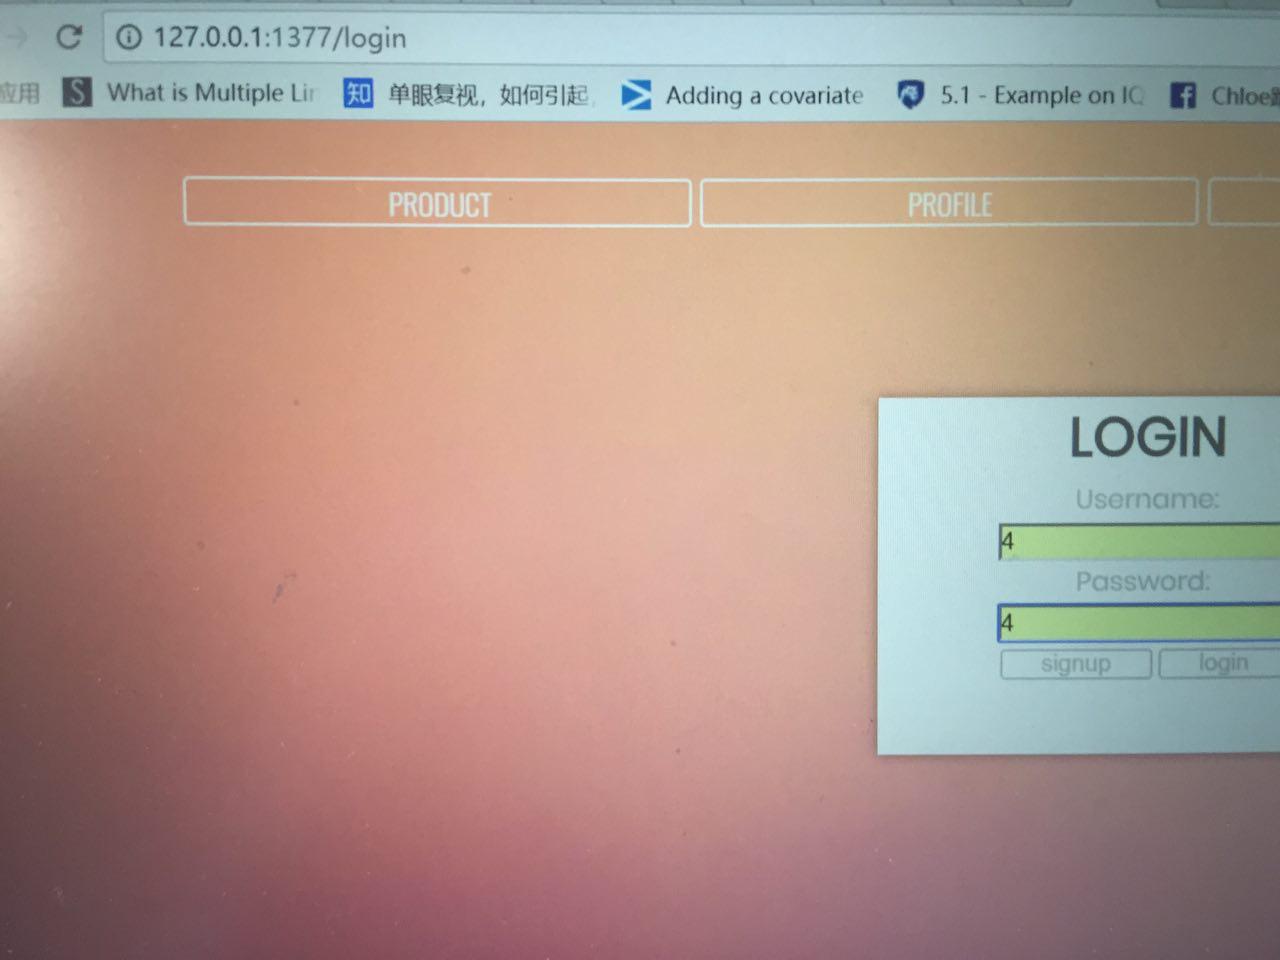 127.0.0.1:1377/login
应用 What is Multiple Lin 知 单眼复视，如何引起 Adding a covariate 5.1 - Example on IQ Chloe
PRODUCT PROFILE
LOGIN
Username:
4
Password:
4
signup login